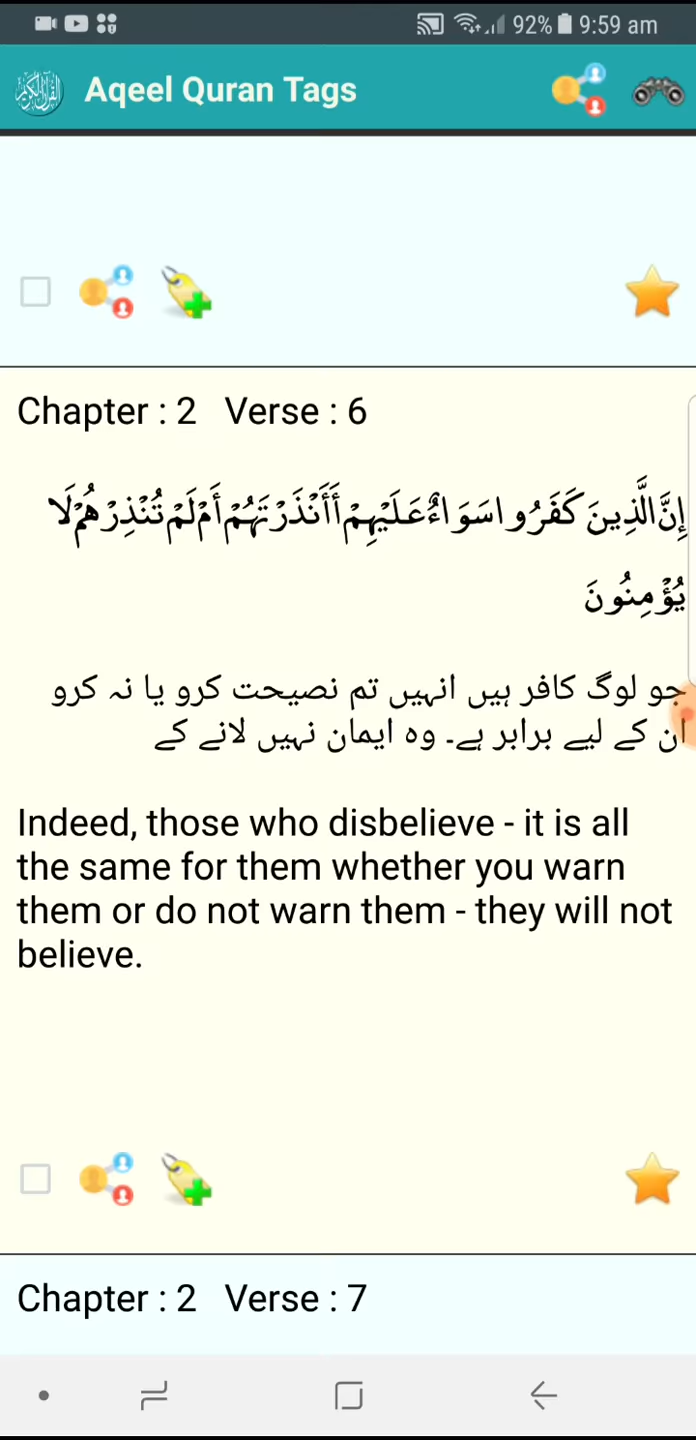 92% 9:59 am
Aqeel Quran Tags
Chapter : 2 Verse : 6
إِنَّ الَّذِينَ كَفَرُوا سَوَاءٌ عَلَيْهِمْ أَأَنْذَرْتَهُمْ أَمْ لَمْ تُنْذِرْهُمْ لَا
يُؤْمِنُونَ
جو لوگ کافر ہیں انہیں تم نصیحت کرو یا نہ کرو
ان کے لیے برابر ہے۔ وہ ایمان نہیں لانے کے
Indeed, those who disbelieve - it is all
the same for them whether you warn
them or do not warn them - they will not
believe.
Chapter : 2 Verse : 7